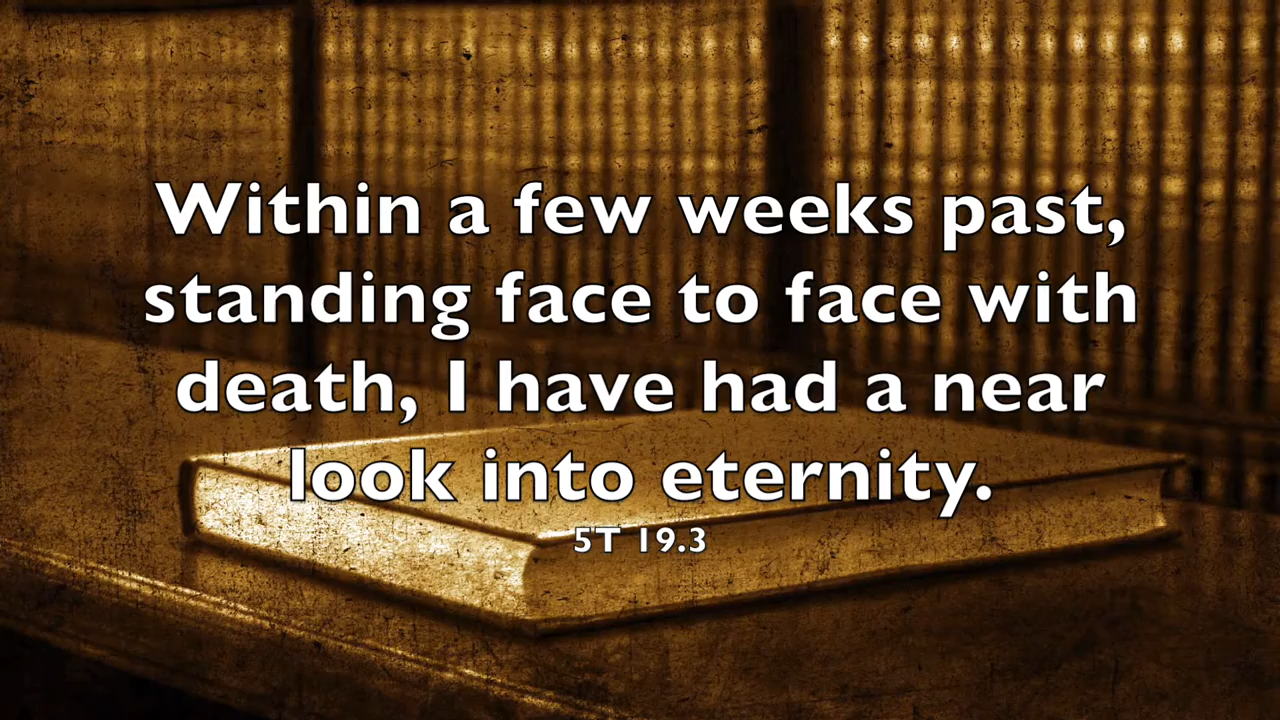 Within a few weeks past,
standing face to face with
death, I have had a near
look into eternity.
5T 19.3